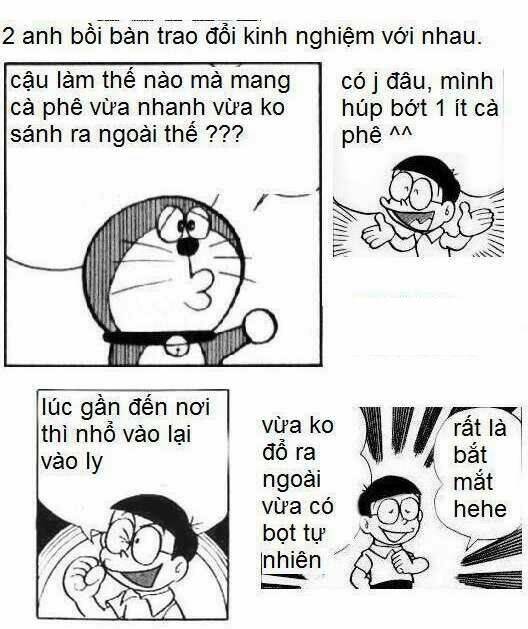 2 anh bồi bàn trao đổi kinh nghiệm với nhau.
cậu làm thế nào mà mang
cà phê vừa nhanh vừa ko
sánh ra ngoài thế ???
có j đâu, mình
húp bớt 1 ít cà
phê ^^
lúc gần đến nơi
thì nhổ vào lại
vào ly
vừa ko
đổ ra
ngoài
vừa có
bọt tự
nhiên
rất là
bắt
mắt
hehe